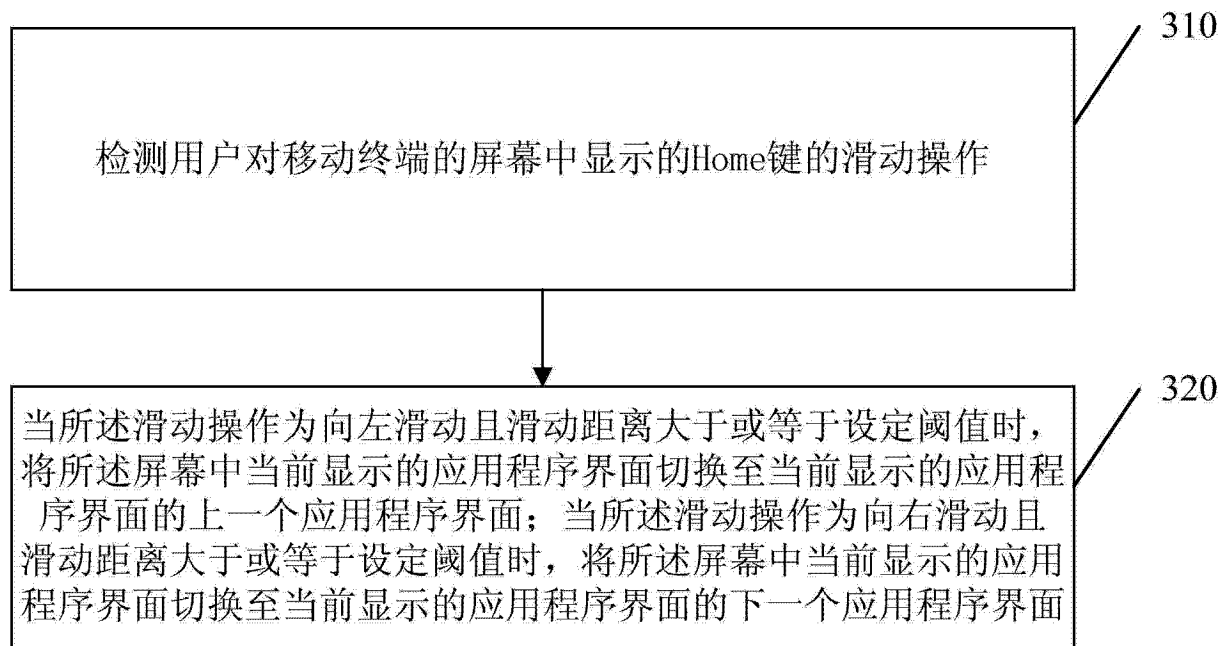 310
检测用户对移动终端的屏幕中显示的Home键的滑动操作
320
当所述滑动操作为向左滑动且滑动距离大于或等于设定阈值时，
将所述屏幕中当前显示的应用程序界面切换至当前显示的应用程
序界面的上一个应用程序界面；当所述滑动操作为向右滑动且
滑动距离大于或等于设定阈值时，将所述屏幕中当前显示的应用
程序界面切换至当前显示的应用程序界面的下一个应用程序界面